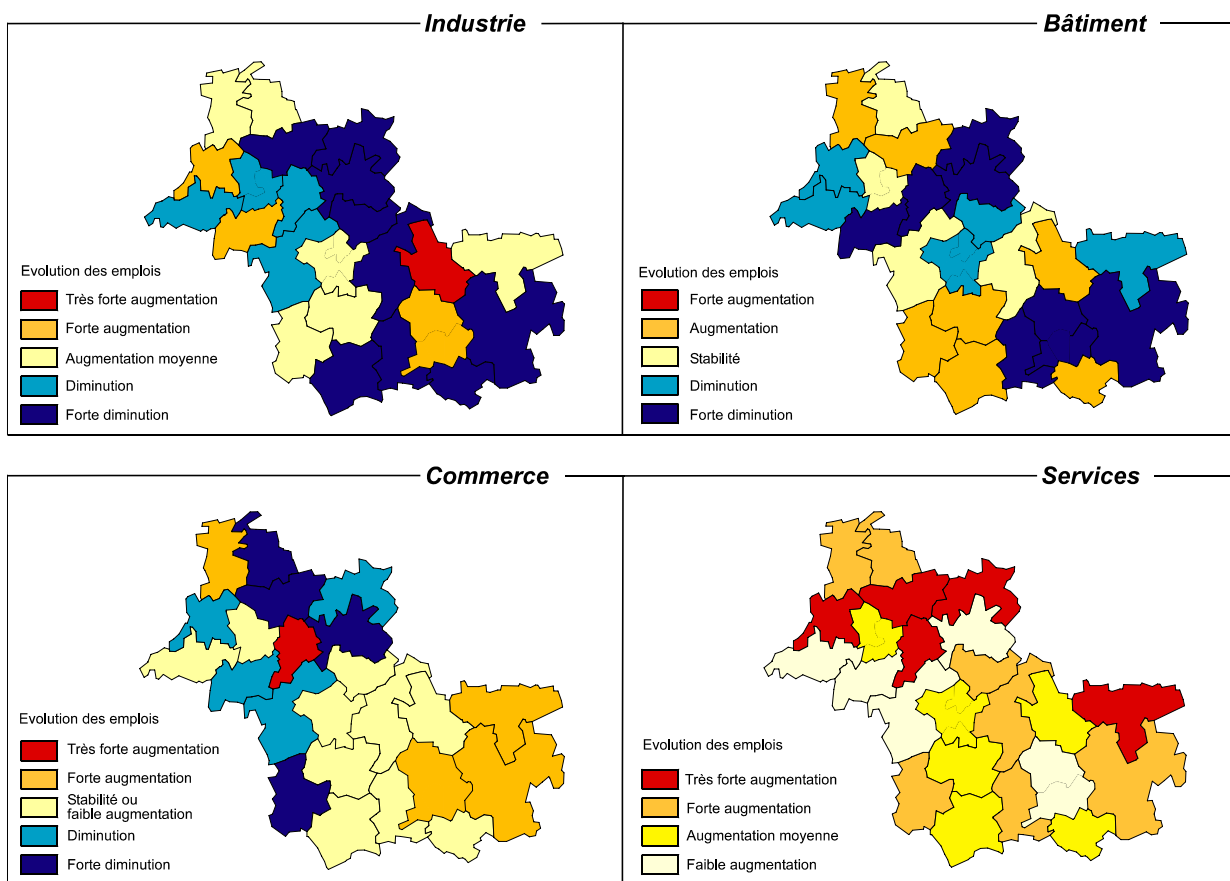 Industrie
Evolution des emplois
Très forte augmentation
Forte augmentation
Augmentation moyenne
Diminution
Forte diminution
Bâtiment
Evolution des emplois
Forte augmentation
Augmentation
Stabilité
Diminution
Forte diminution
Commerce
Evolution des emplois
Très forte augmentation
Forte augmentation
Stabilité ou
faible augmentation
Diminution
Forte diminution
Services
Evolution des emplois
Très forte augmentation
Forte augmentation
Augmentation moyenne
Faible augmentation